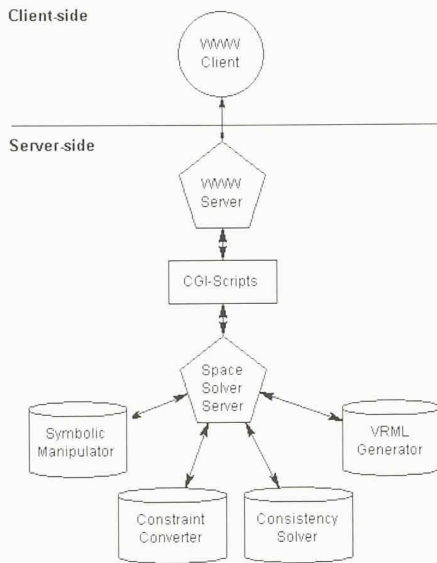 Client-side
WWW
Client
Server-side
WWW
Server
CGI-Scripts
Space
Solver
Server
Symbolic
Manipulator
VRML
Generator
Constraint
Converter
Consistency
Solver